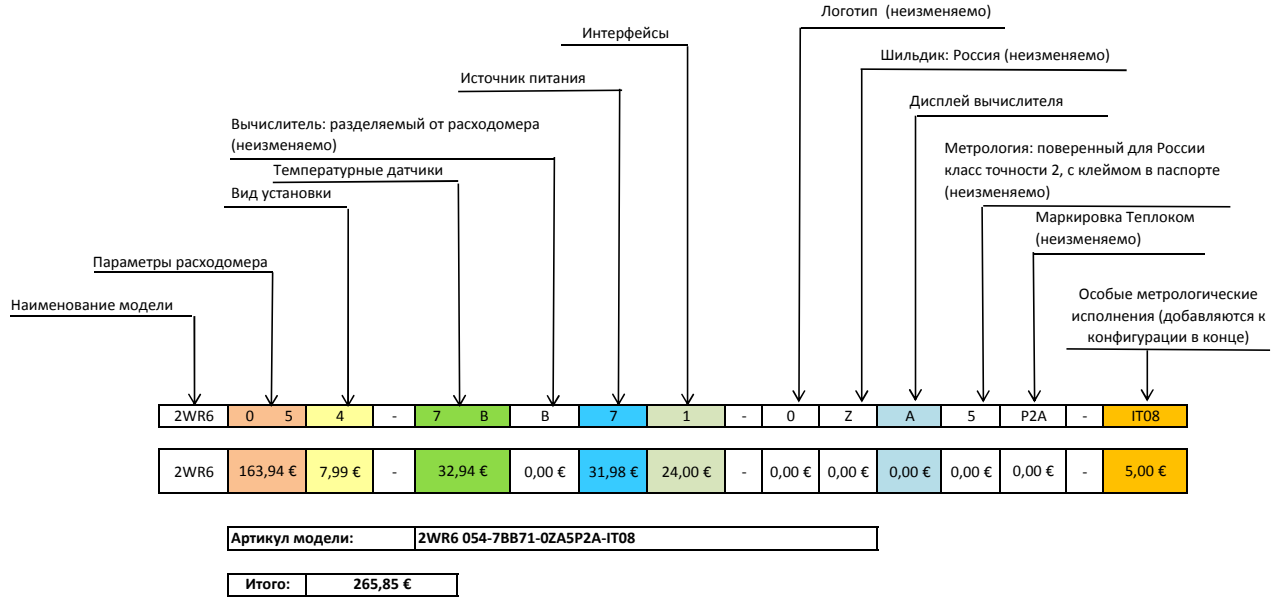 Логотип (неизменяемо)
Интерфейсы
Шильдик: Россия (неизменяемо)
Источник питания
Дисплей вычислителя
Вычислитель: разделяемый от расходомера
(неизменяемо)
Метрология: поверенный для России
класс точности 2, с клеймом в паспорте
(неизменяемо)
Температурные датчики
Вид установки
Маркировка Теплоком
(неизменяемо)
Параметры расходомера
Наименование модели
Особые метрологические
исполнения (добавляются к
конфигурации в конце)
2WR6 0 5 4 - 7 B B 7 1 - 0 Z A 5 P2A - IT08
2WR6 163,94 € 7,99 € - 32,94 € 0,00 € 31,98 € 24,00 € - 0,00 € 0,00 € 0,00 € 0,00 € 0,00 € - 5,00 €
Артикул модели: 2WR6 054-7BB71-0ZA5P2A-IT08
Итого: 265,85 €